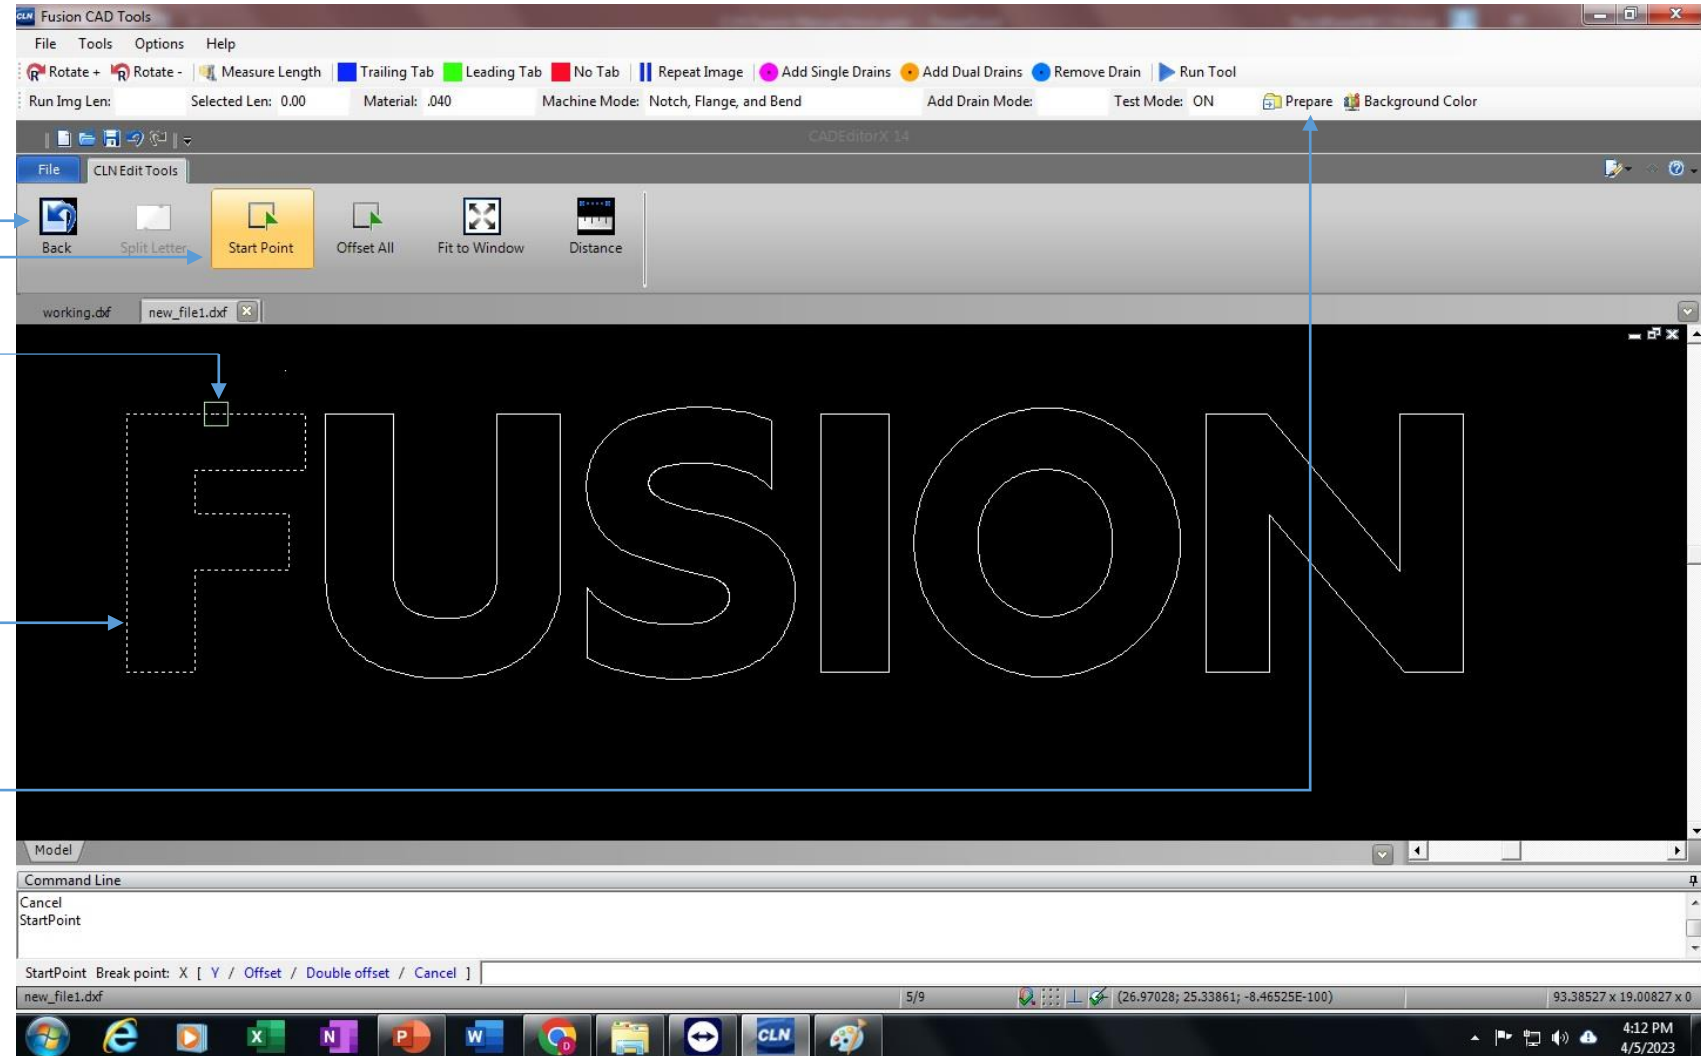 CLN Fusion CAD Tools
File Tools Options Help
R Rotate + R Rotate - Measure Length Trailing Tab Leading Tab No Tab Repeat Image Add Single Drains Add Dual Drains Remove Drain Run Tool
Run Img Len: Selected Len: 0.00 Material: .040 Machine Mode: Notch, Flange, and Bend Add Drain Mode: Test Mode: ON Prepare Background Color
CADEditorX 14
File CLN Edit Tools
Back Split Letter Start Point Offset All Fit to Window Distance
working.dxf new_file1.dxf
FUSION
Model
Command Line
Cancel
StartPoint
StartPoint Break point: X [ Y / Offset / Double offset / Cancel ]
new_file1.dxf 5/9 (26.97028; 25.33861; -8.46525E-100) 93.38527 x 19.00827 x 0
X N P W CLN 4:12 PM
4/5/2023